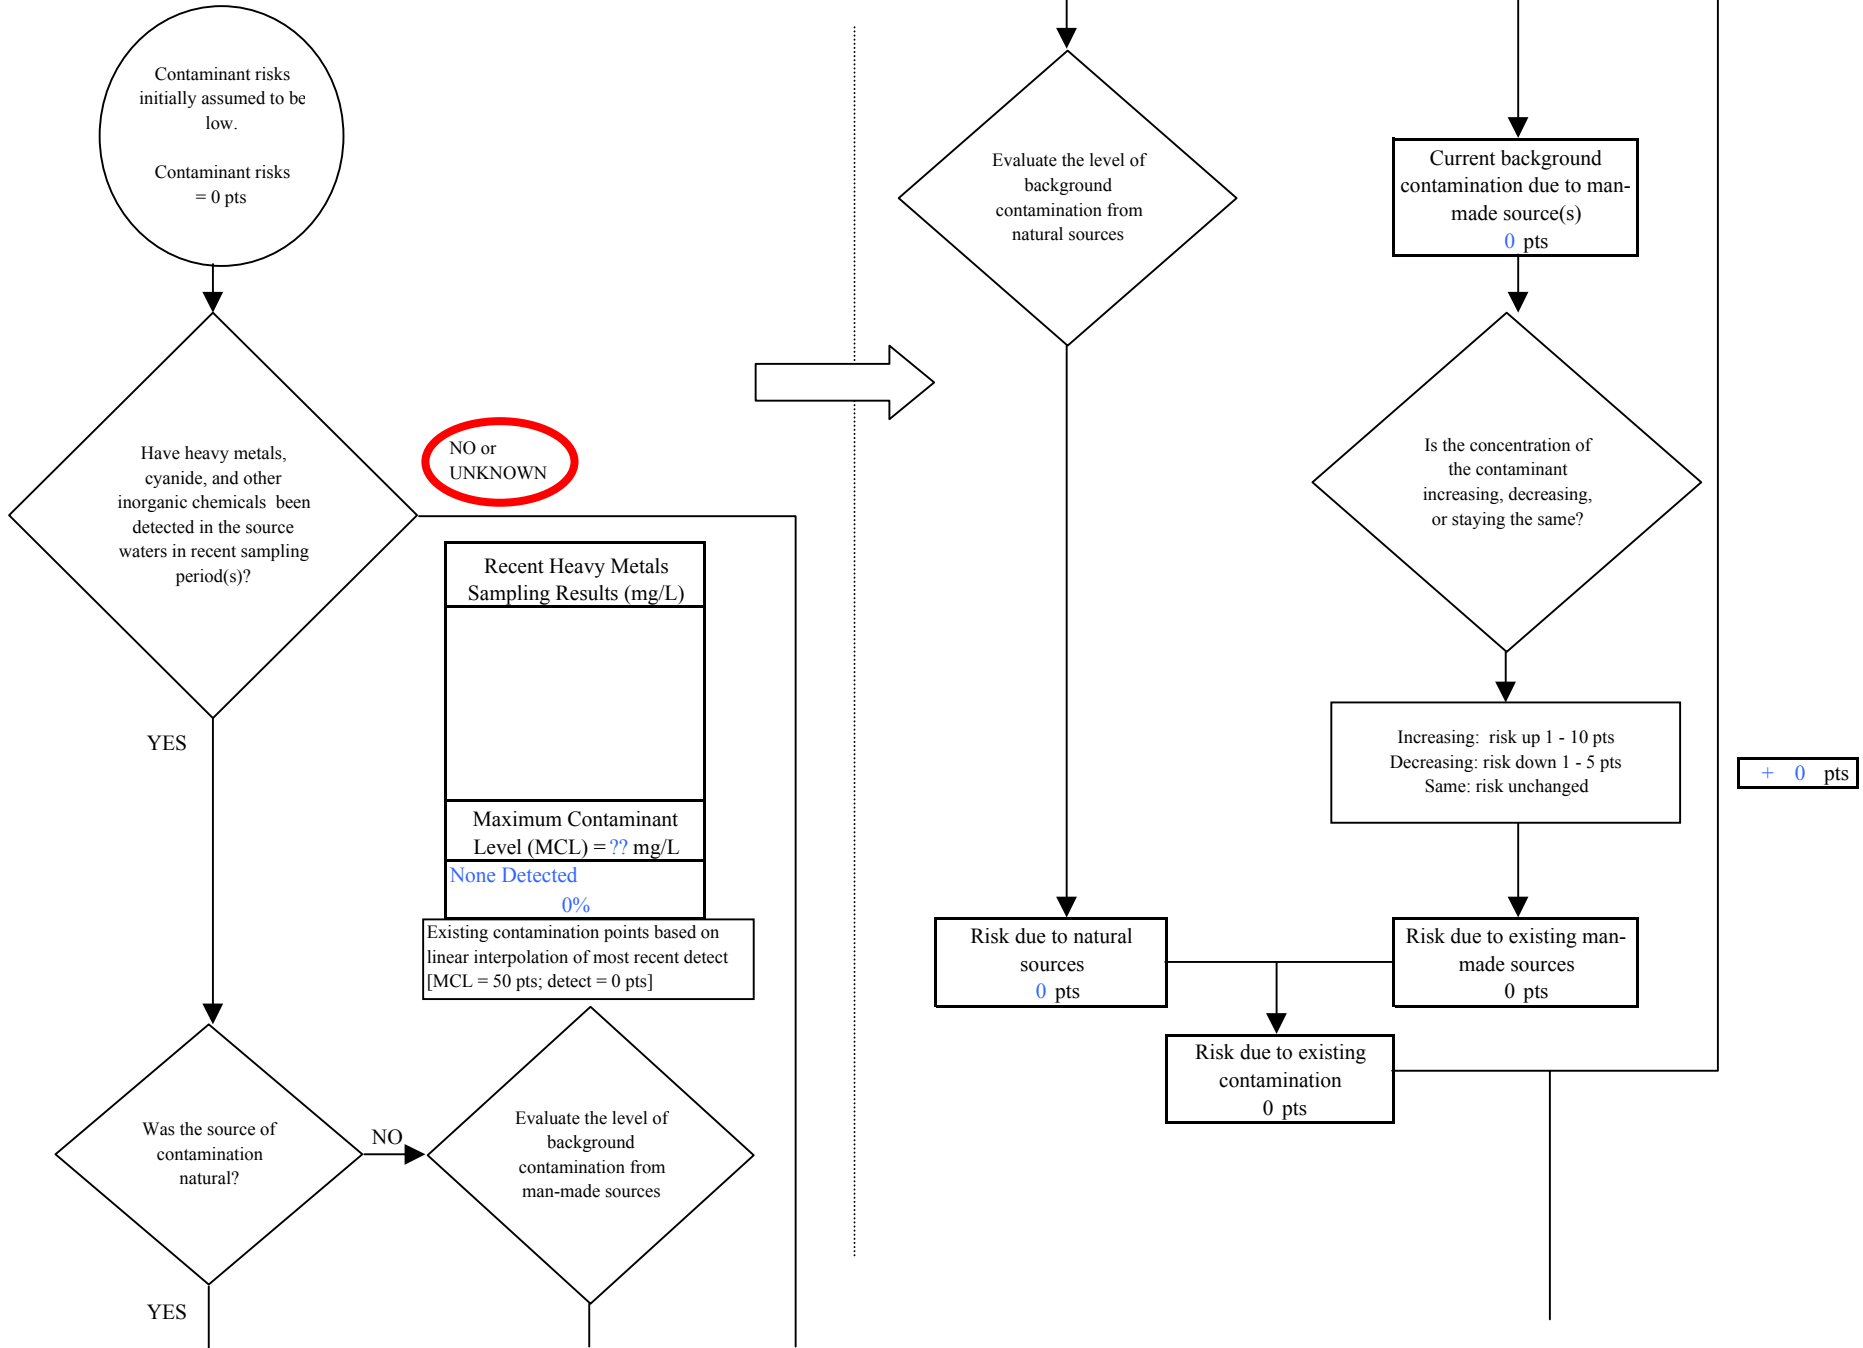 Contaminant risks
initially assumed to be
low.
Contaminant risks
= 0 pts
Have heavy metals,
cyanide, and other
inorganic chemicals been
detected in the source
waters in recent sampling
period(s)?
NO or
UNKNOWN
YES
Recent Heavy Metals
Sampling Results (mg/L)
Maximum Contaminant
Level (MCL) = ?? mg/L
None Detected
0%
Existing contamination points based on
linear interpolation of most recent detect
[MCL = 50 pts; detect = 0 pts]
Was the source of
contamination
natural?
NO
Evaluate the level of
background
contamination from
man-made sources
YES
Evaluate the level of
background
contamination from
natural sources
Current background
contamination due to man-
made source(s)
0 pts
Is the concentration of
the contaminant
increasing, decreasing,
or staying the same?
Increasing: risk up 1 - 10 pts
Decreasing: risk down 1 - 5 pts
Same: risk unchanged
+ 0 pts
Risk due to natural
sources
0 pts
Risk due to existing man-
made sources
0 pts
Risk due to existing
contamination
0 pts